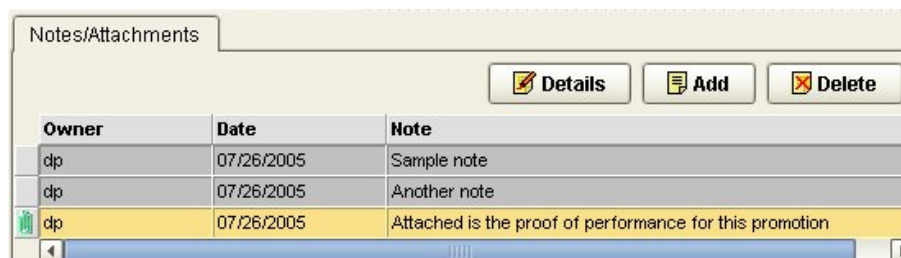 Notes/Attachments
Details Add Delete
Owner Date Note
dp 07/26/2005 Sample note
dp 07/26/2005 Another note
dp 07/26/2005 Attached is the proof of performance for this promotion